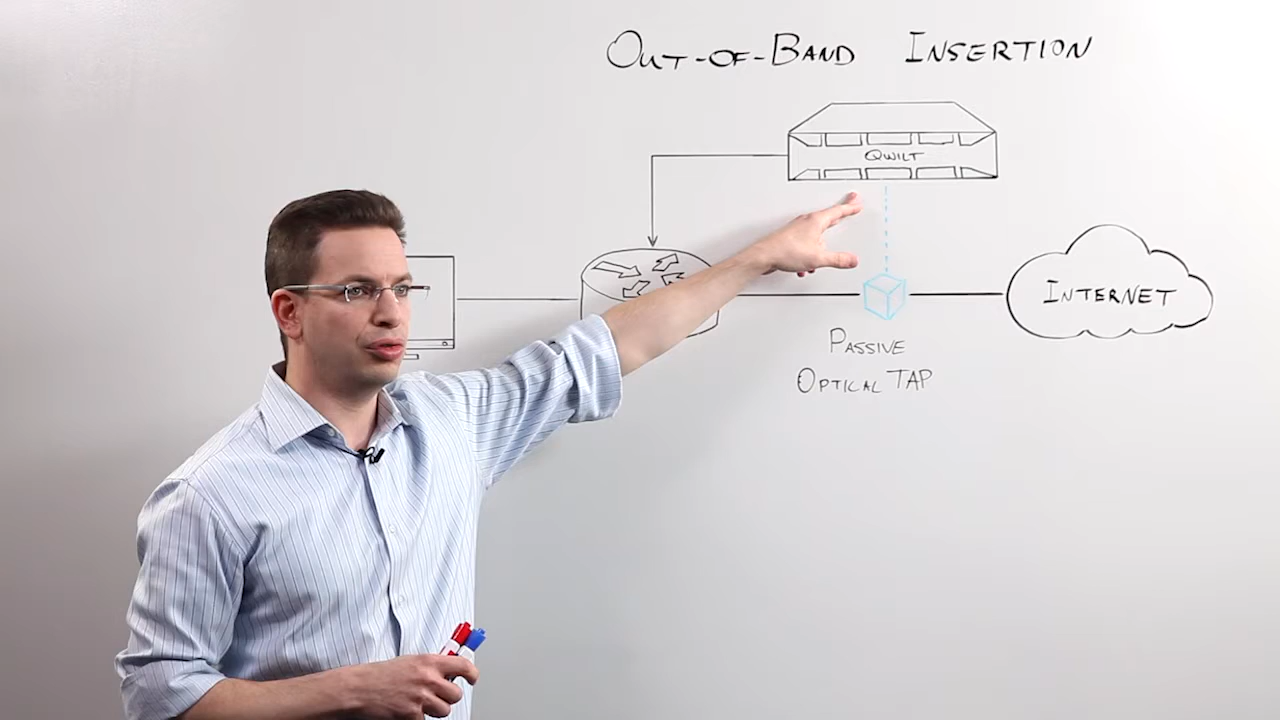 OUT-OF-BAND INSERTION
QWILT
INTERNET
PASSIVE
OPTICAL TAP